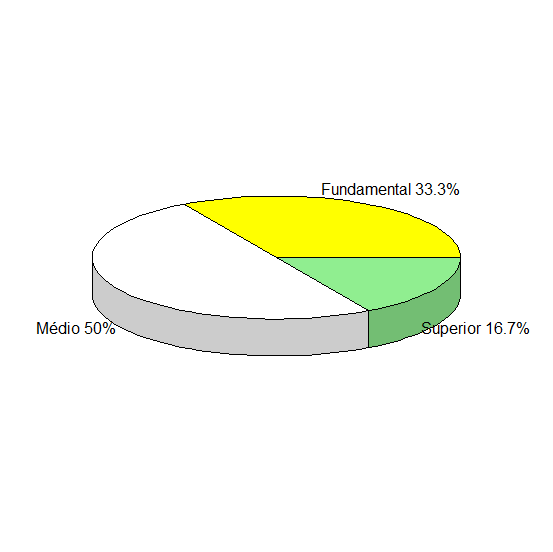 Fundamental 33.3%
Médio 50%
Superior 16.7%